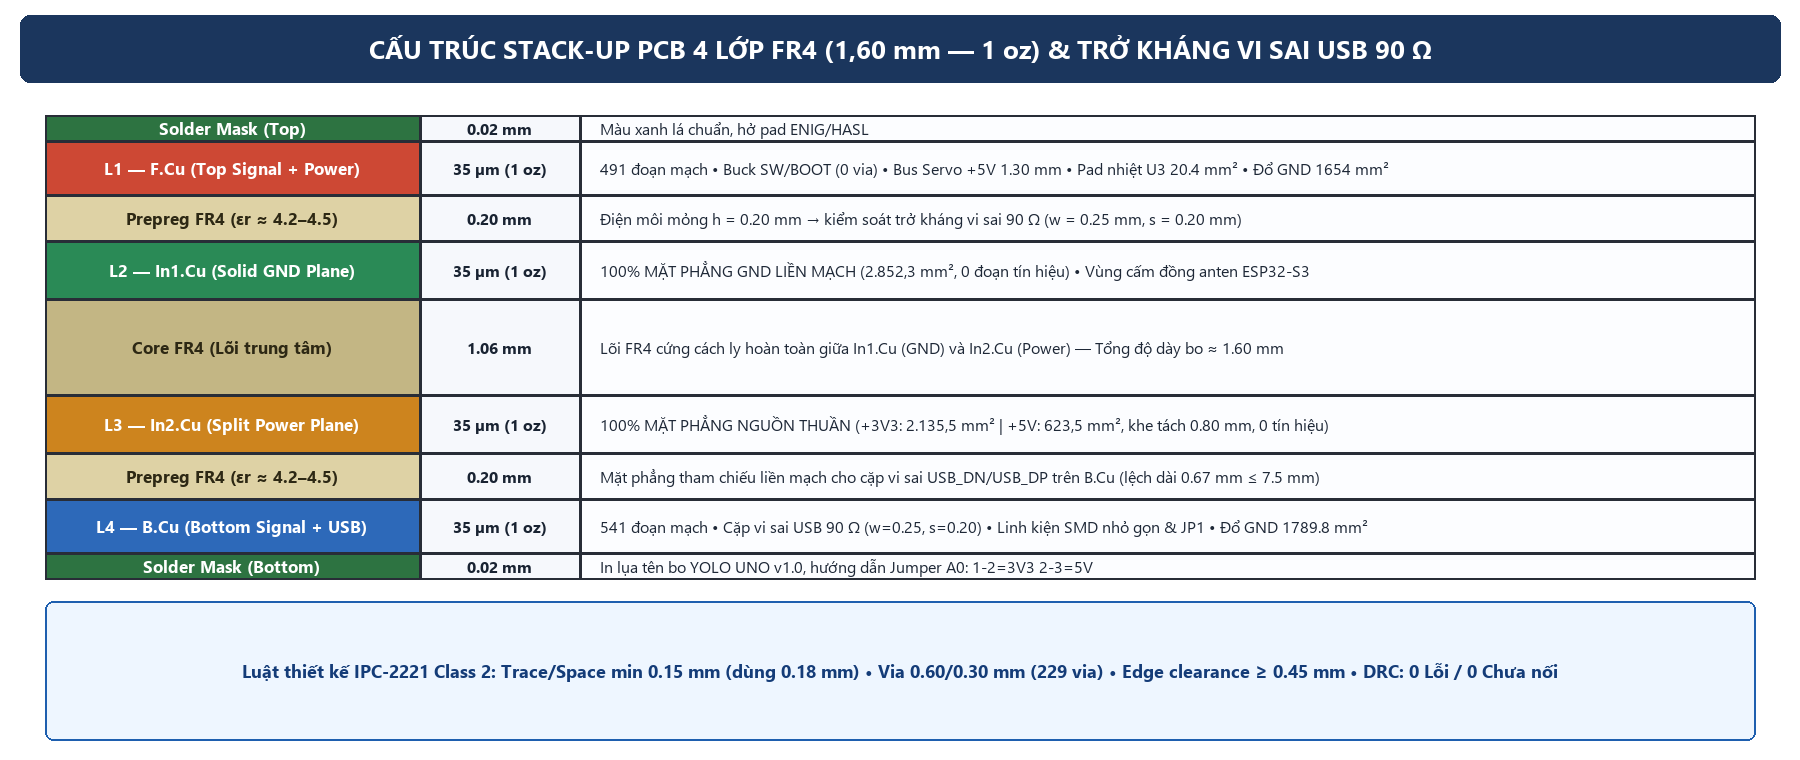 CẤU TRÚC STACK-UP PCB 4 LỚP FR4 (1,60 mm — 1 oz) & TRỞ KHÁNG VI SAI USB 90 Ω
Solder Mask (Top) 0.02 mm Màu xanh lá chuẩn, hở pad ENIG/HASL
L1 — F.Cu (Top Signal + Power) 35 µm (1 oz) 491 đoạn mạch • Buck SW/BOOT (0 via) • Bus Servo +5V 1.30 mm • Pad nhiệt U3 20.4 mm² • Đổ GND 1654 mm²
Prepreg FR4 (εr ≈ 4.2–4.5) 0.20 mm Điện môi mỏng h = 0.20 mm → kiểm soát trở kháng vi sai 90 Ω (w = 0.25 mm, s = 0.20 mm)
L2 — In1.Cu (Solid GND Plane) 35 µm (1 oz) 100% MẶT PHẲNG GND LIỀN MẠCH (2.852,3 mm², 0 đoạn tín hiệu) • Vùng cấm đồng anten ESP32-S3
Core FR4 (Lõi trung tâm) 1.06 mm Lõi FR4 cứng cách ly hoàn toàn giữa In1.Cu (GND) và In2.Cu (Power) — Tổng độ dày bo ≈ 1.60 mm
L3 — In2.Cu (Split Power Plane) 35 µm (1 oz) 100% MẶT PHẲNG NGUỒN THUẦN (+3V3: 2.135,5 mm² | +5V: 623,5 mm², khe tách 0.80 mm, 0 tín hiệu)
Prepreg FR4 (εr ≈ 4.2–4.5) 0.20 mm Mặt phẳng tham chiếu liền mạch cho cặp vi sai USB_DN/USB_DP trên B.Cu (lệch dài 0.67 mm ≤ 7.5 mm)
L4 — B.Cu (Bottom Signal + USB) 35 µm (1 oz) 541 đoạn mạch • Cặp vi sai USB 90 Ω (w=0.25, s=0.20) • Linh kiện SMD nhỏ gọn & JP1 • Đổ GND 1789.8 mm²
Solder Mask (Bottom) 0.02 mm In lụa tên bo YOLO UNO v1.0, hướng dẫn Jumper A0: 1-2=3V3 2-3=5V
Luật thiết kế IPC-2221 Class 2: Trace/Space min 0.15 mm (dùng 0.18 mm) • Via 0.60/0.30 mm (229 via) • Edge clearance ≥ 0.45 mm • DRC: 0 Lỗi / 0 Chưa nối